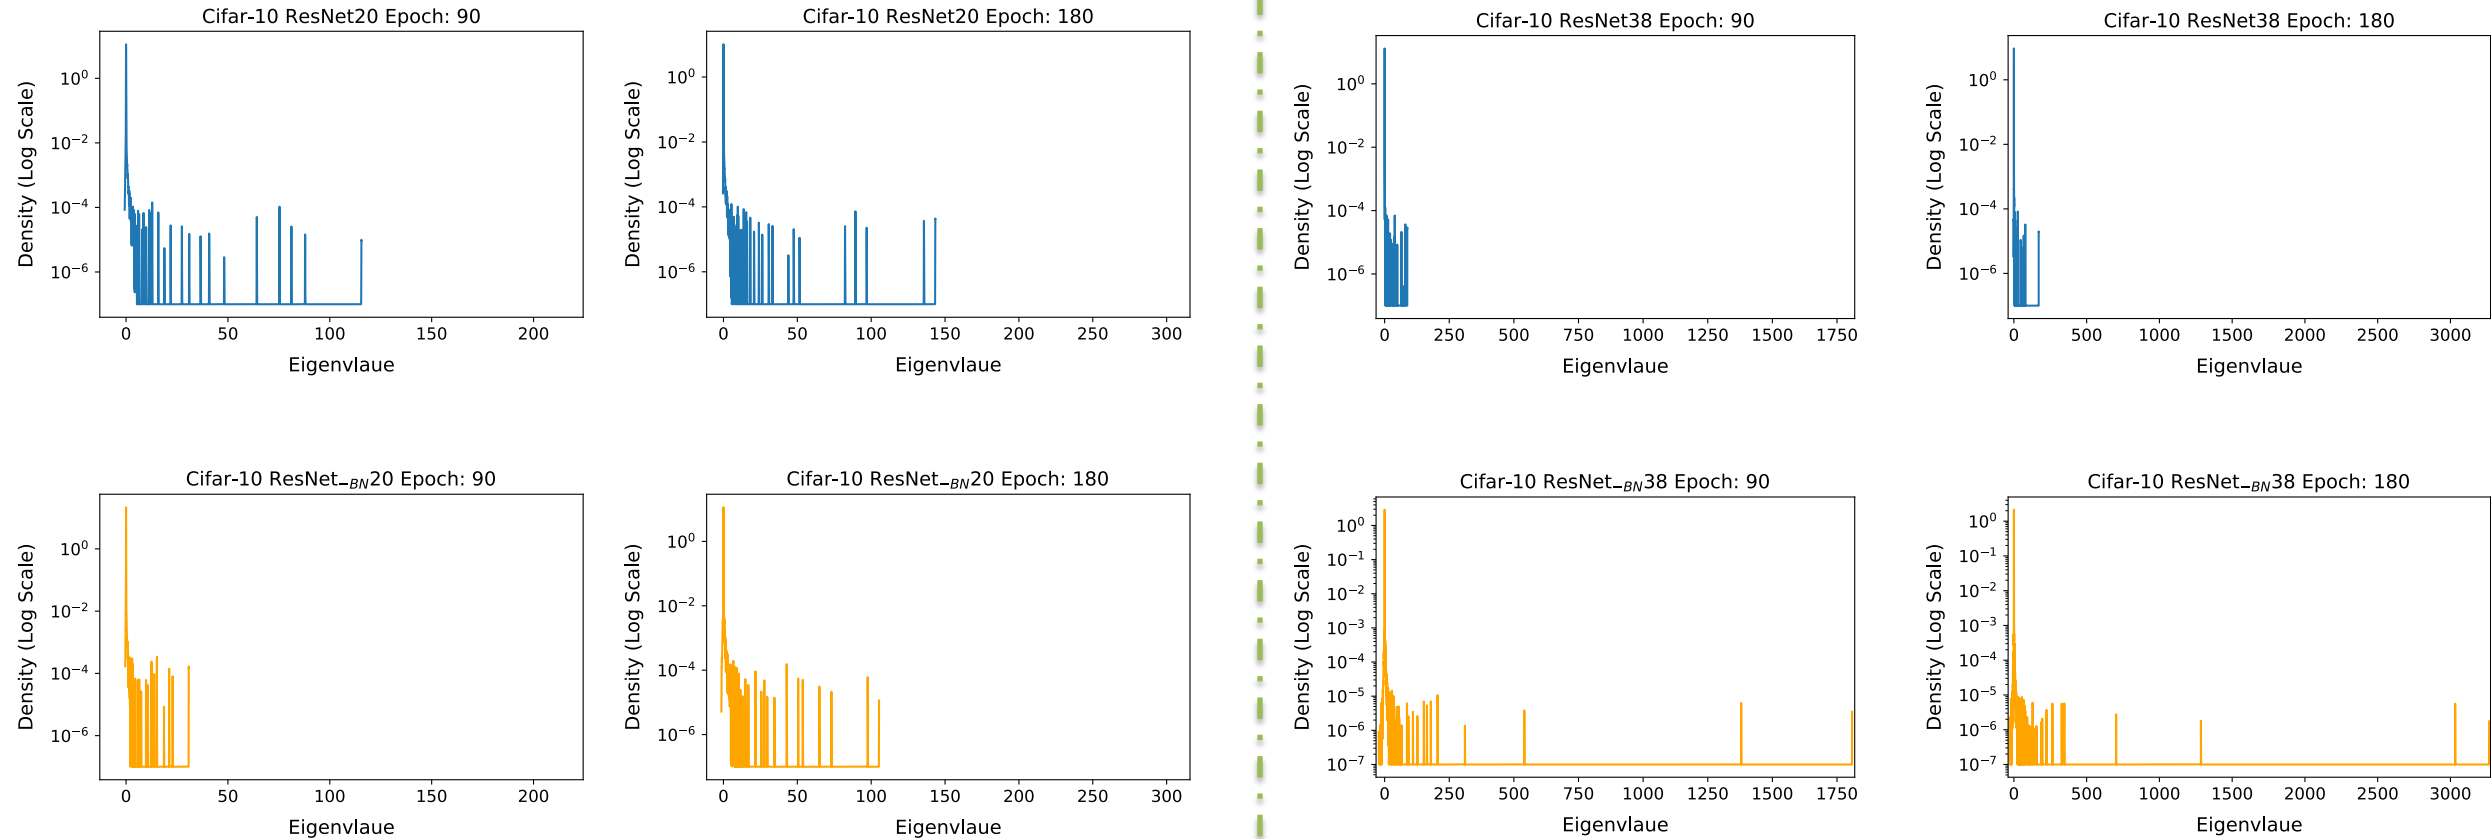 Cifar-10 ResNet20 Epoch: 90
Density (Log Scale)
10^0
10^-2
10^-4
10^-6
0 50 100 150 200
Eigenvlaue
Cifar-10 ResNet20 Epoch: 180
Density (Log Scale)
10^0
10^-2
10^-4
10^-6
0 50 100 150 200 250 300
Eigenvlaue
Cifar-10 ResNet38 Epoch: 90
Density (Log Scale)
10^0
10^-2
10^-4
10^-6
0 250 500 750 1000 1250 1500 1750
Eigenvlaue
Cifar-10 ResNet38 Epoch: 180
Density (Log Scale)
10^0
10^-2
10^-4
10^-6
0 500 1000 1500 2000 2500 3000
Eigenvlaue
Cifar-10 ResNet_-BN20 Epoch: 90
Density (Log Scale)
10^0
10^-2
10^-4
10^-6
0 50 100 150 200
Eigenvlaue
Cifar-10 ResNet_-BN20 Epoch: 180
Density (Log Scale)
10^0
10^-2
10^-4
10^-6
0 50 100 150 200 250 300
Eigenvlaue
Cifar-10 ResNet_-BN38 Epoch: 90
Density (Log Scale)
10^0
10^-1
10^-2
10^-3
10^-4
10^-5
10^-6
10^-7
0 250 500 750 1000 1250 1500 1750
Eigenvlaue
Cifar-10 ResNet_-BN38 Epoch: 180
Density (Log Scale)
10^0
10^-1
10^-2
10^-3
10^-4
10^-5
10^-6
10^-7
0 500 1000 1500 2000 2500 3000
Eigenvlaue